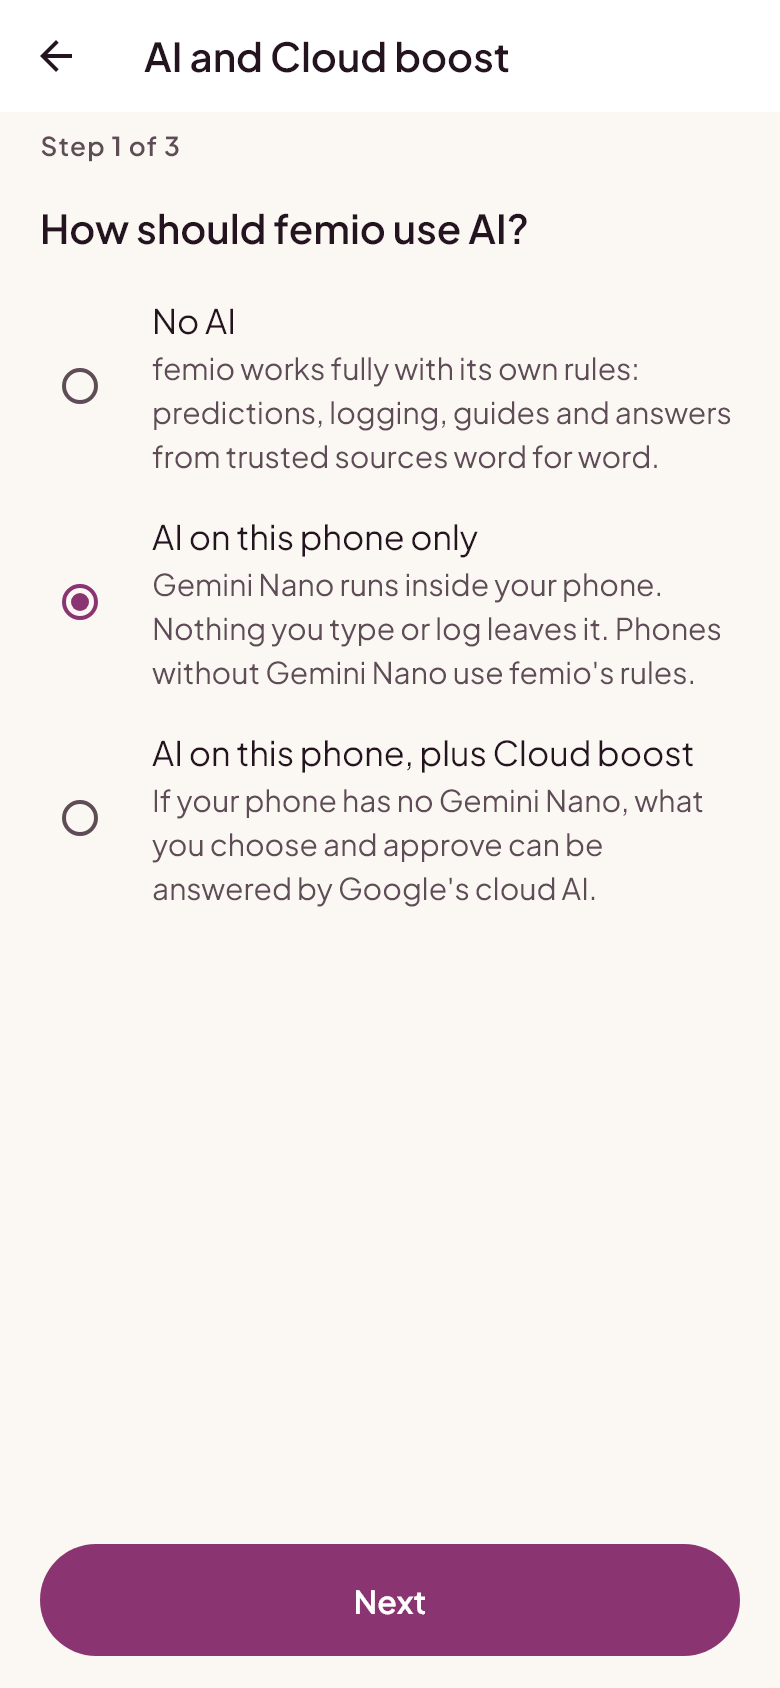 AI and Cloud boost
Step 1 of 3
How should femio use AI?
No AI
femio works fully with its own rules:
predictions, logging, guides and answers
from trusted sources word for word.
AI on this phone only
Gemini Nano runs inside your phone.
Nothing you type or log leaves it. Phones
without Gemini Nano use femio's rules.
AI on this phone, plus Cloud boost
If your phone has no Gemini Nano, what
you choose and approve can be
answered by Google's cloud AI.
Next